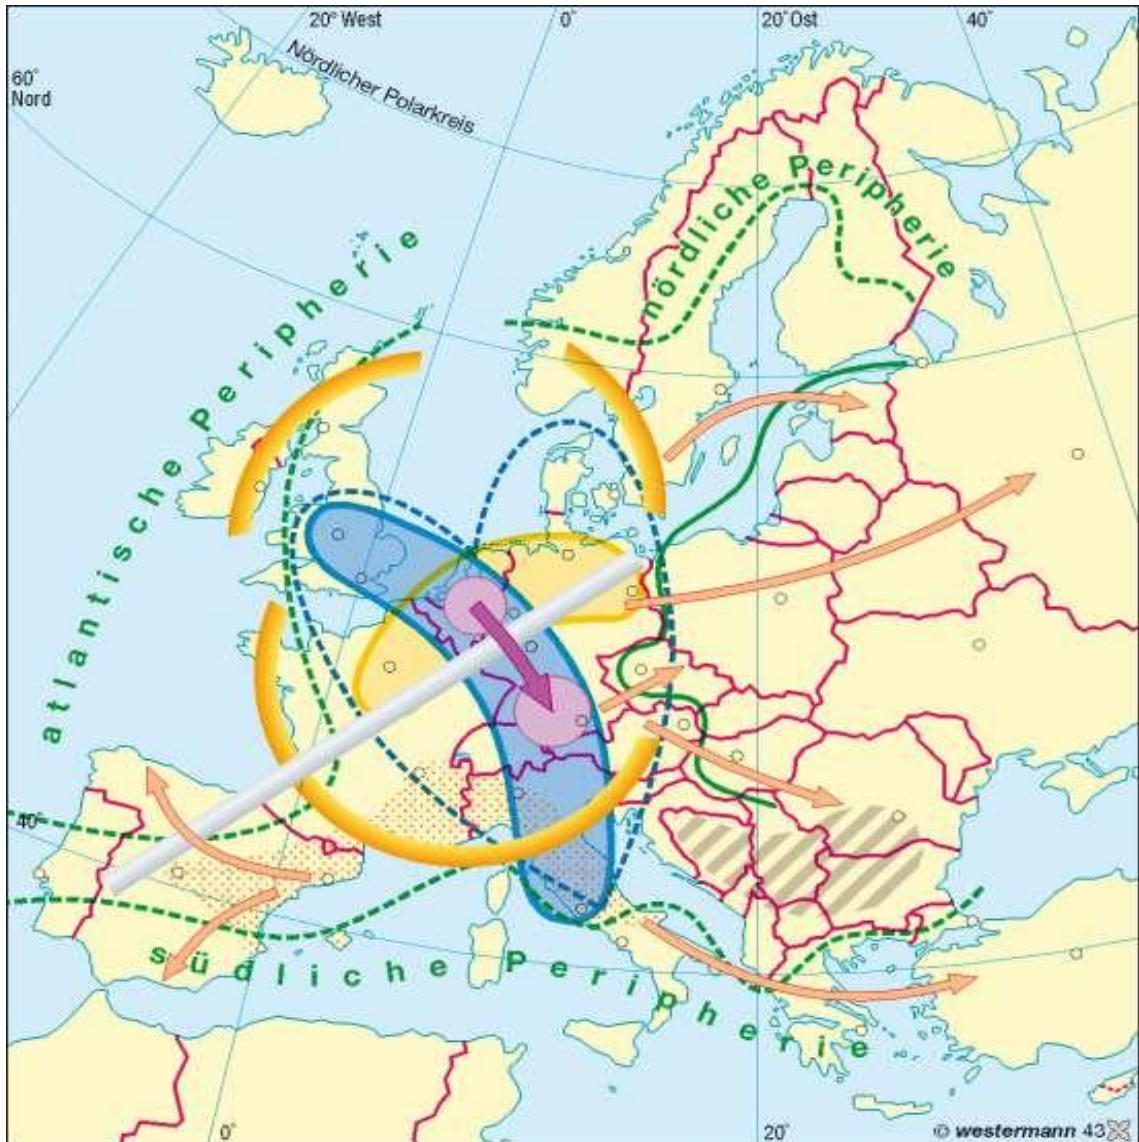 20° West
0°
20° Ost
40°
Nördlicher Polarkreis
60°
Nord
nördliche Peripherie
atlantische Peripherie
40°
südliche Peripherie
0°
20°
© westermann 43